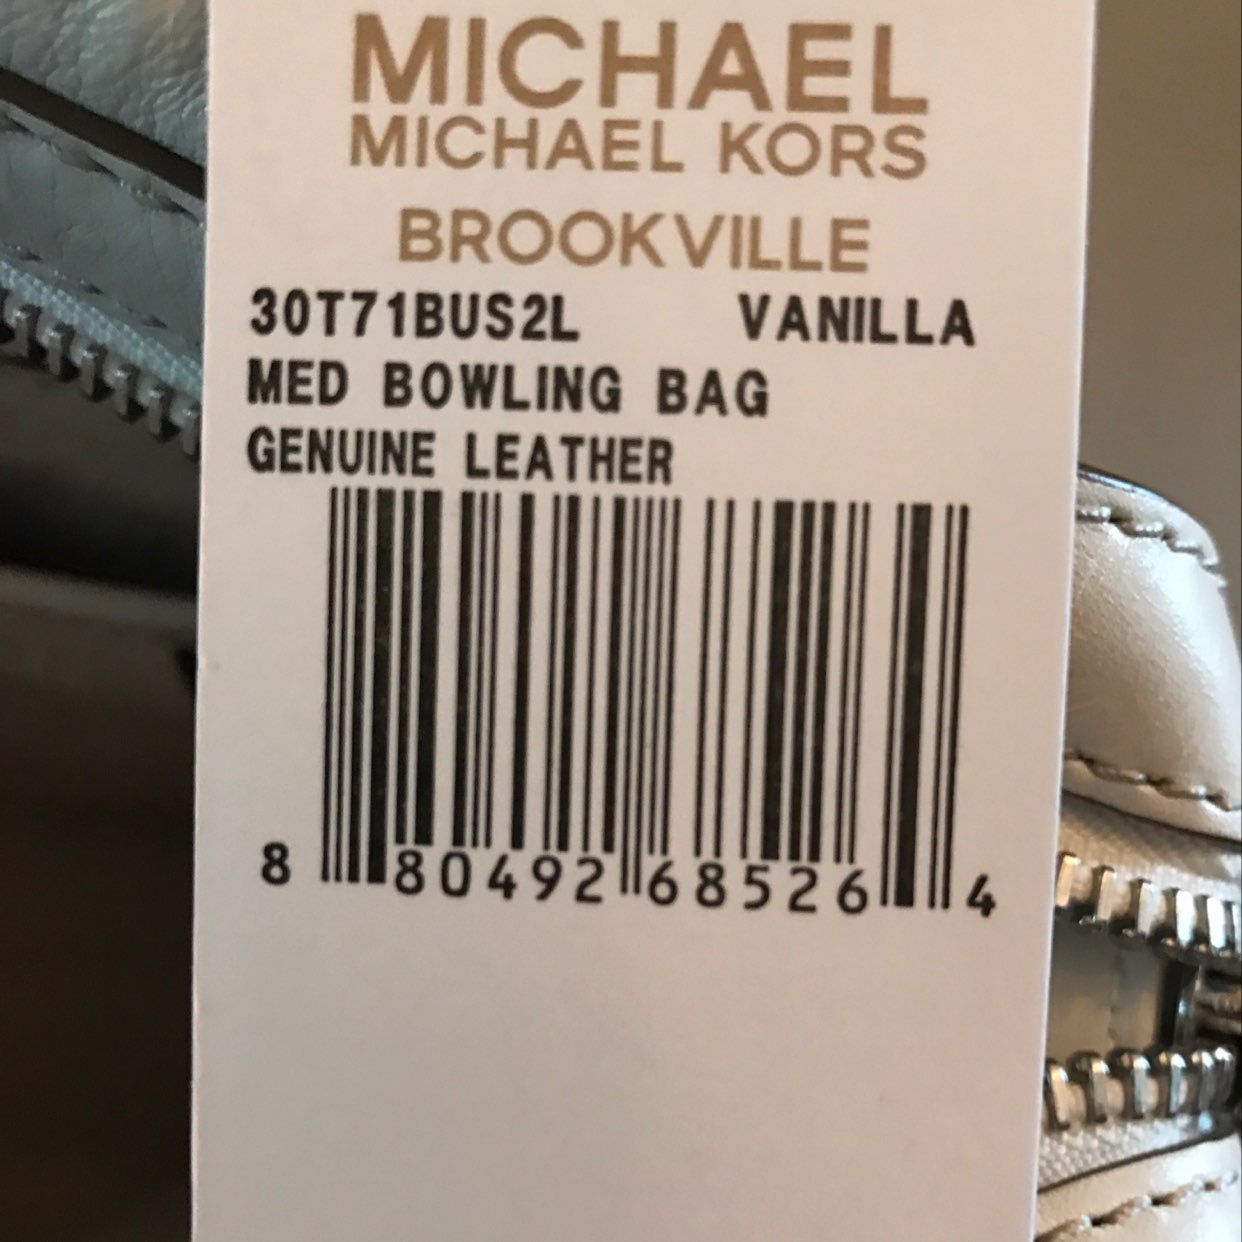 MICHAEL
MICHAEL KORS
BROOKVILLE
30T71BUS2L VANILLA
MED BOWLING BAG
GENUINE LEATHER
8 80492 68526 4